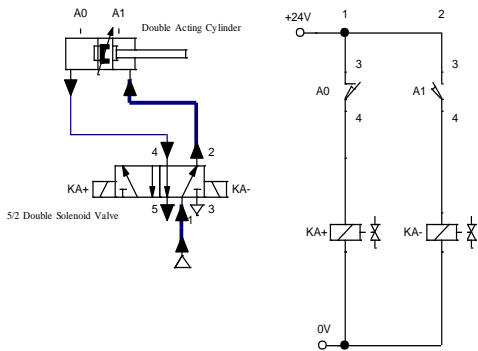 A0 A1
Double Acting Cylinder
4 2
KA+ KA-
5 1 3
5/2 Double Solenoid Valve
1 2
+24V
3 3
A0 A1
4 4
KA+ KA-
0V